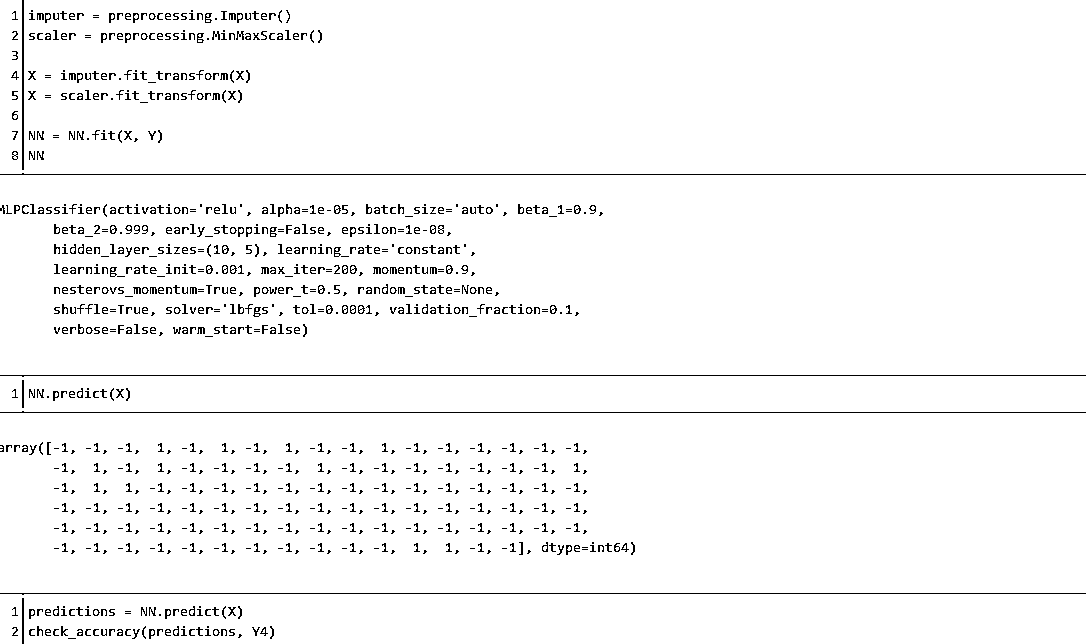 1 imputer = preprocessing.Imputer()
2 scaler = preprocessing.MinMaxScaler()
3
4 X = imputer.fit_transform(X)
5 X = scaler.fit_transform(X)
6
7 NN = NN.fit(X, Y)
8 NN
MLPClassifier(activation='relu', alpha=1e-05, batch_size='auto', beta_1=0.9,
beta_2=0.999, early_stopping=False, epsilon=1e-08,
hidden_layer_sizes=(10, 5), learning_rate='constant',
learning_rate_init=0.001, max_iter=200, momentum=0.9,
nesterovs_momentum=True, power_t=0.5, random_state=None,
shuffle=True, solver='lbfgs', tol=0.0001, validation_fraction=0.1,
verbose=False, warm_start=False)
1 NN.predict(X)
array([-1, -1, -1, 1, -1, 1, -1, 1, -1, -1, 1, -1, -1, -1, -1, -1, -1,
-1, 1, -1, 1, -1, -1, -1, -1, 1, -1, -1, -1, -1, -1, -1, -1, 1,
-1, 1, 1, -1, -1, -1, -1, -1, -1, -1, -1, -1, -1, -1, -1, -1, -1,
-1, -1, -1, -1, -1, -1, -1, -1, -1, -1, -1, -1, -1, -1, -1, -1, -1,
-1, -1, -1, -1, -1, -1, -1, -1, -1, -1, -1, -1, -1, -1, -1, -1, -1,
-1, -1, -1, -1, -1, -1, -1, -1, -1, -1, -1, 1, 1, -1, -1], dtype=int64)
1 predictions = NN.predict(X)
2 check_accuracy(predictions, Y4)